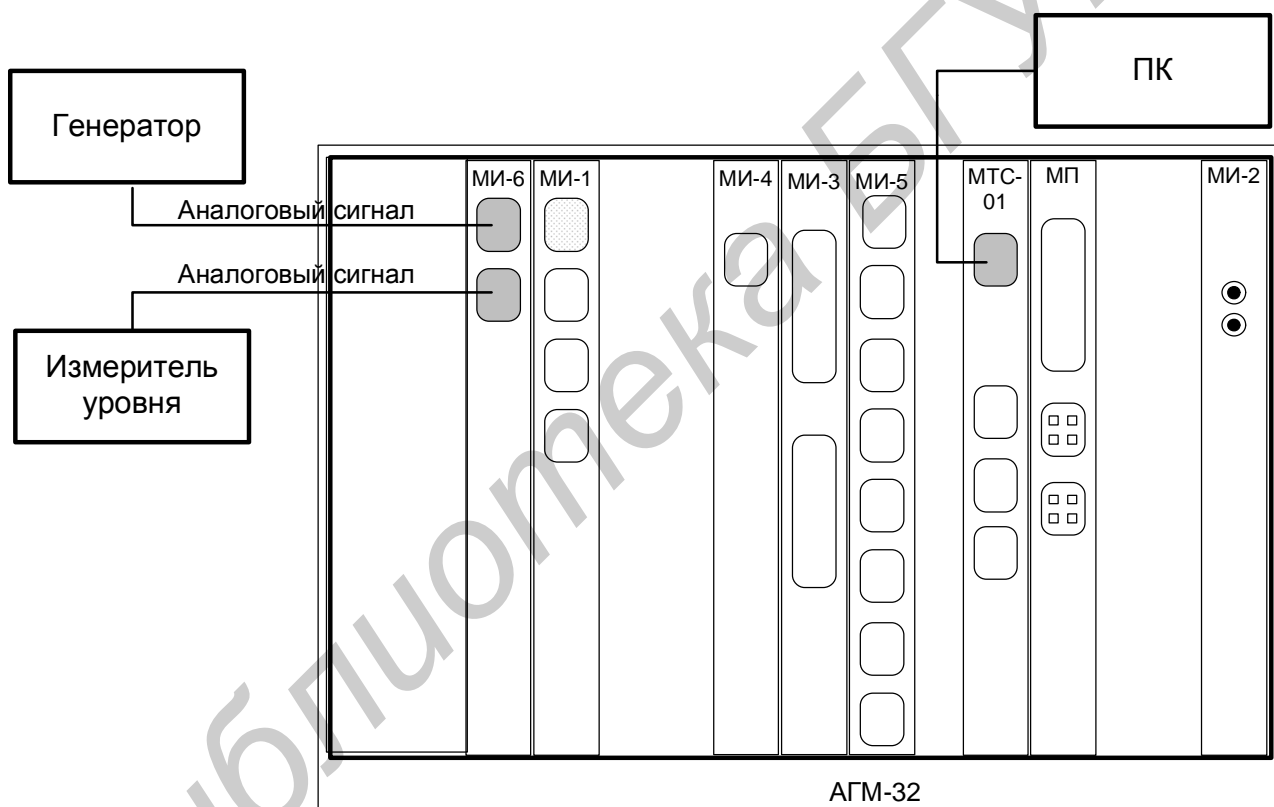 ПК
Генератор
МИ-6
МИ-1
МИ-4
МИ-3
МИ-5
МТС-
01
МП
МИ-2
Аналоговый сигнал
Аналоговый сигнал
Измеритель
уровня
АГМ-32